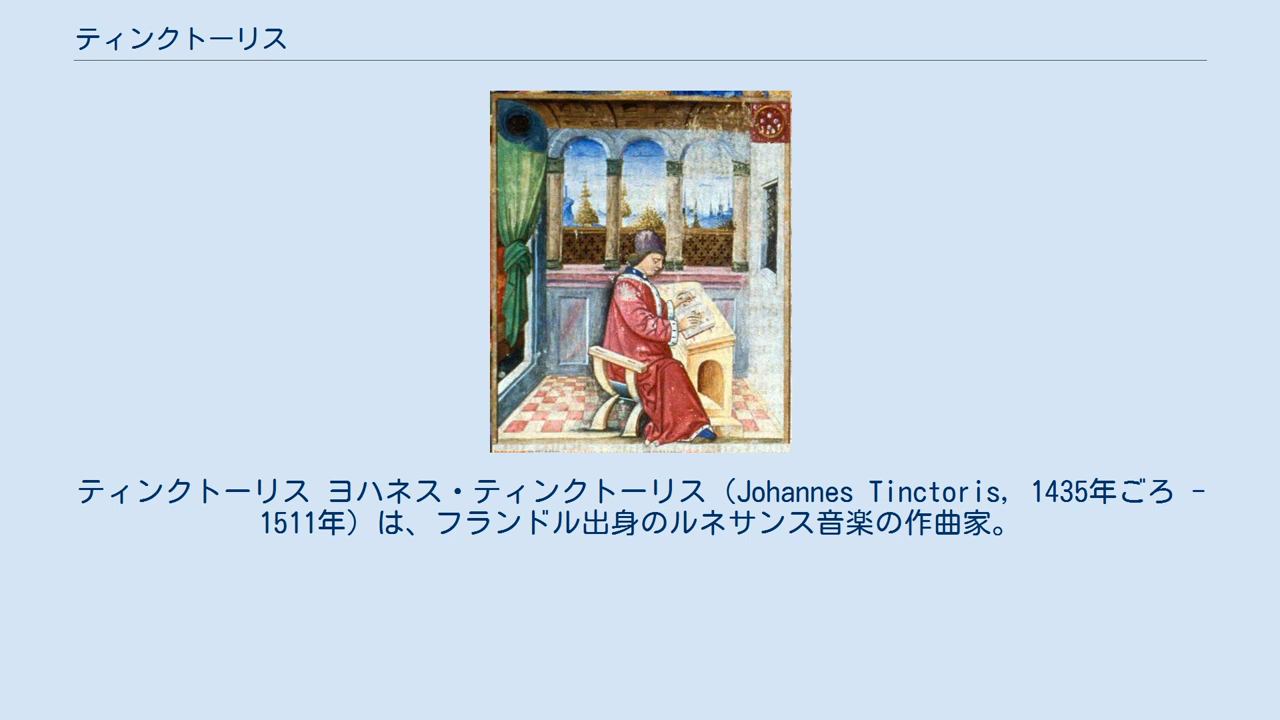 ティンクトーリス
ティンクトーリス ヨハネス・ティンクトーリス（Johannes Tinctoris, 1435年ごろ -
1511年）は、フランドル出身のルネサンス音楽の作曲家。